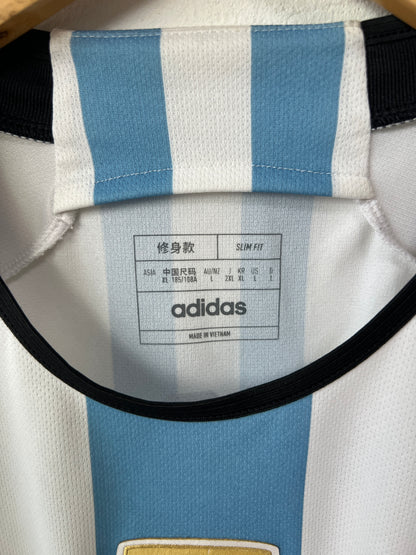 修身款 SLIM FIT
ASIA 中国尺码 AU/NZ J KR US D
XL 185/108A L 2XL XL L L
adidas
MADE IN VIETNAM